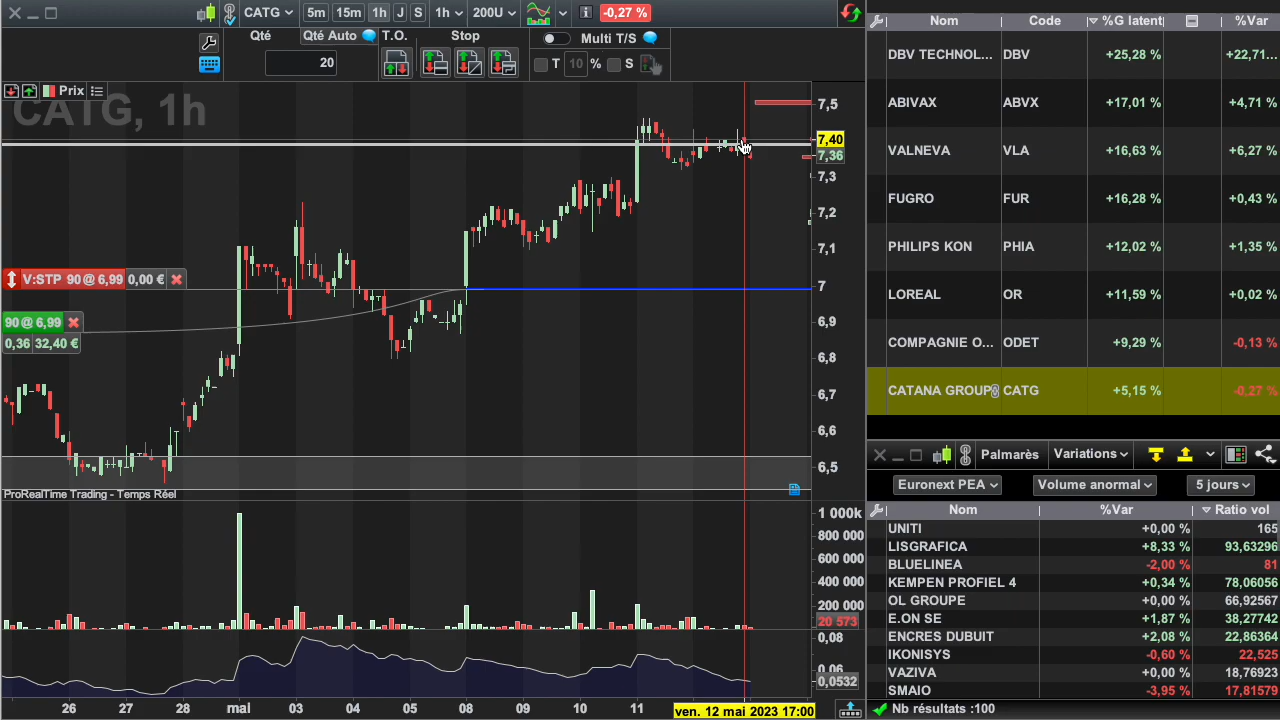 CATG 5m 15m 1h J S 1h 200U i -0,27 %
Qté Qté Auto T.O. Stop Multi T/S
20 T 10 % S
Prix
CATG, 1h
7,5
7,40
7,36
7,3
7,2
7,1
7
6,9
6,8
6,7
6,6
6,5
V:STP 90@ 6,99 0,00 €
90@ 6,99
0,36 32,40 €
ProRealTime Trading - Temps Réel
1 000k
800 000
600 000
400 000
200 000
20 573
0,08
0,06
0,0532
26 27 28 mai 03 04 05 08 09 10 11
ven. 12 mai 2023 17:00
Nom Code %G latent %Var
DBV TECHNOL... DBV +25,28 % +22,71...
ABIVAX ABVX +17,01 % +4,71 %
VALNEVA VLA +16,63 % +6,27 %
FUGRO FUR +16,28 % +0,43 %
PHILIPS KON PHIA +12,02 % +1,35 %
LOREAL OR +11,59 % +0,02 %
COMPAGNIE O... ODET +9,29 % -0,13 %
CATANA GROUP CATG +5,15 % -0,27 %
Palmarès Variations
Euronext PEA Volume anormal 5 jours
Nom %Var Ratio vol
UNITI +0,00 % 165
LISGRAFICA +8,33 % 93,63296
BLUELINEA -2,00 % 81
KEMPEN PROFIEL 4 +0,34 % 78,06056
OL GROUPE +0,00 % 66,92567
E.ON SE +1,87 % 38,27742
ENCRES DUBUIT +2,08 % 22,86364
IKONISYS -0,60 % 22,525
VAZIVA +0,00 % 18,76923
SMAIO -3,95 % 17,81579
Nb résultats :100